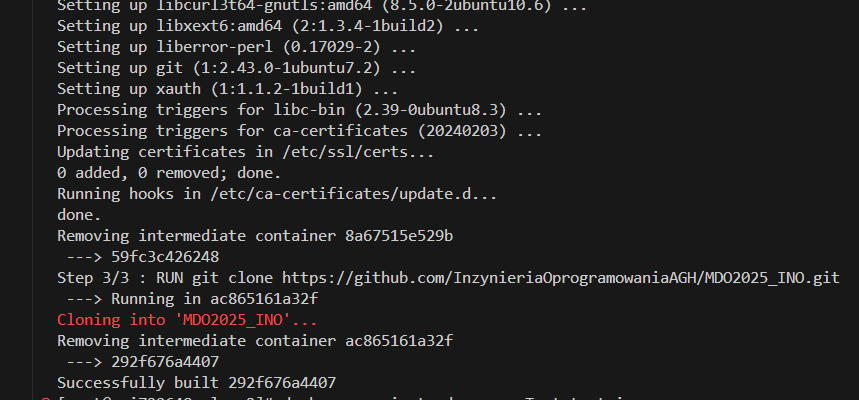 Setting up libcurl3t64-gnutls:amd64 (8.5.0-2ubuntu10.6) ...
Setting up libxext6:amd64 (2:1.3.4-1build2) ...
Setting up liberror-perl (0.17029-2) ...
Setting up git (1:2.43.0-1ubuntu7.2) ...
Setting up xauth (1:1.1.2-1build1) ...
Processing triggers for libc-bin (2.39-0ubuntu8.3) ...
Processing triggers for ca-certificates (20240203) ...
Updating certificates in /etc/ssl/certs...
0 added, 0 removed; done.
Running hooks in /etc/ca-certificates/update.d...
done.
Removing intermediate container 8a67515e529b
 ---> 59fc3c426248
Step 3/3 : RUN git clone https://github.com/InzynieriaOprogramowaniaAGH/MDO2025_INO.git
 ---> Running in ac865161a32f
Cloning into 'MDO2025_INO'...
Removing intermediate container ac865161a32f
 ---> 292f676a4407
Successfully built 292f676a4407